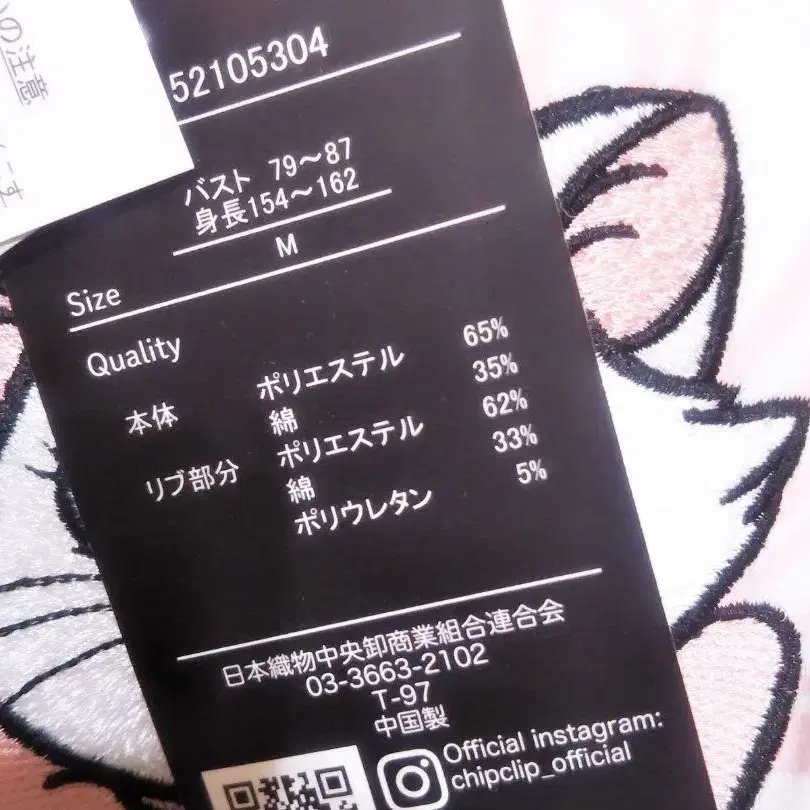 の注意
52105304
バスト 79～87
身長154～162
M
Size
Quality
本体 ポリエステル 65%
綿 35%
リブ部分 ポリエステル 62%
綿 33%
ポリウレタン 5%
日本織物中央卸商業組合連合会
03-3663-2102
T-97
中国製
Official instagram:
chipclip_official